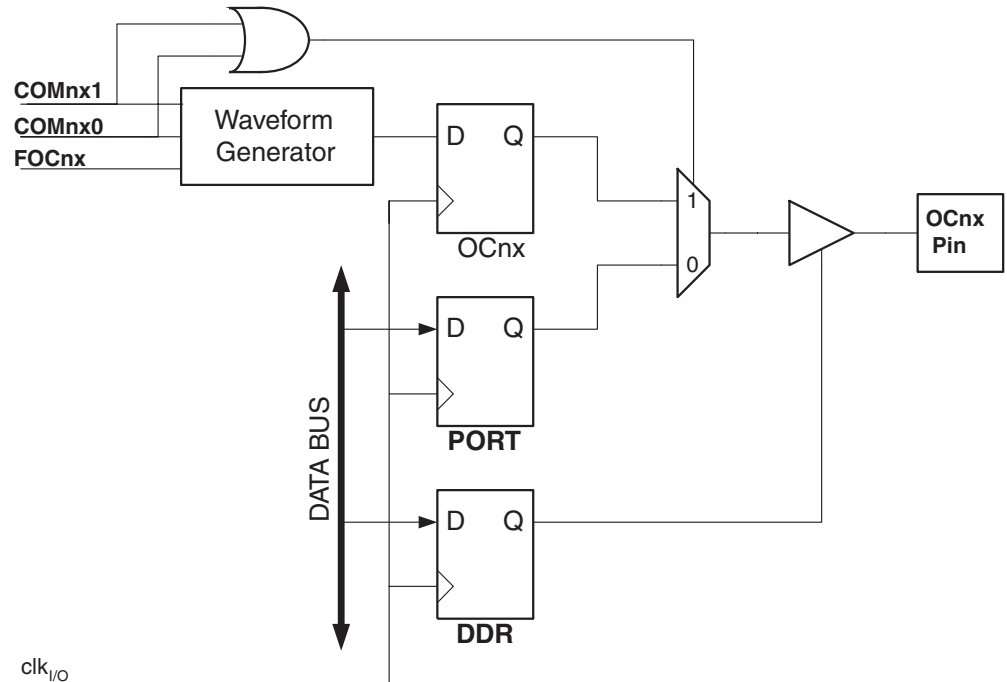 COMnx1
COMnx0
FOCnx
Waveform
Generator
D Q
OCnx
1
0
OCnx
Pin
D Q
PORT
DATA BUS
D Q
DDR
clkI/O